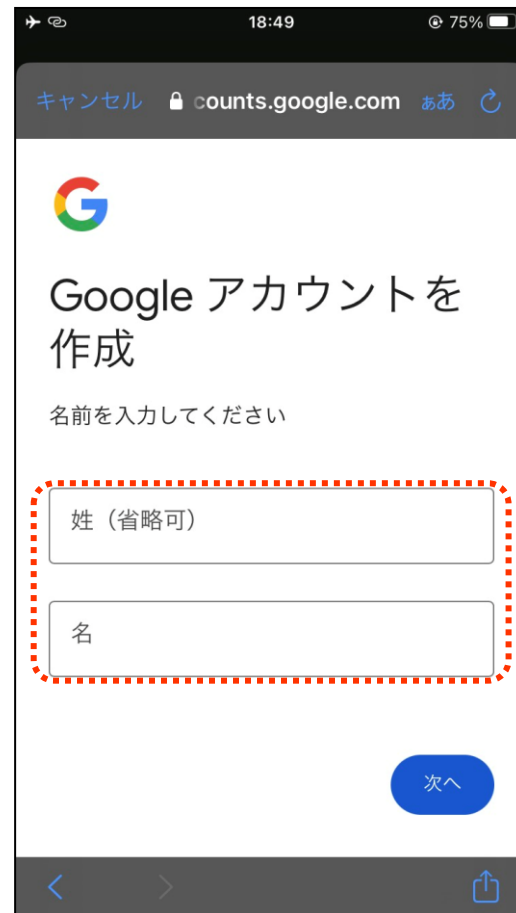 18:49
75%
キャンセル
counts.google.com
ああ
G
Google アカウントを
作成
名前を入力してください
姓（省略可）
名
次へ